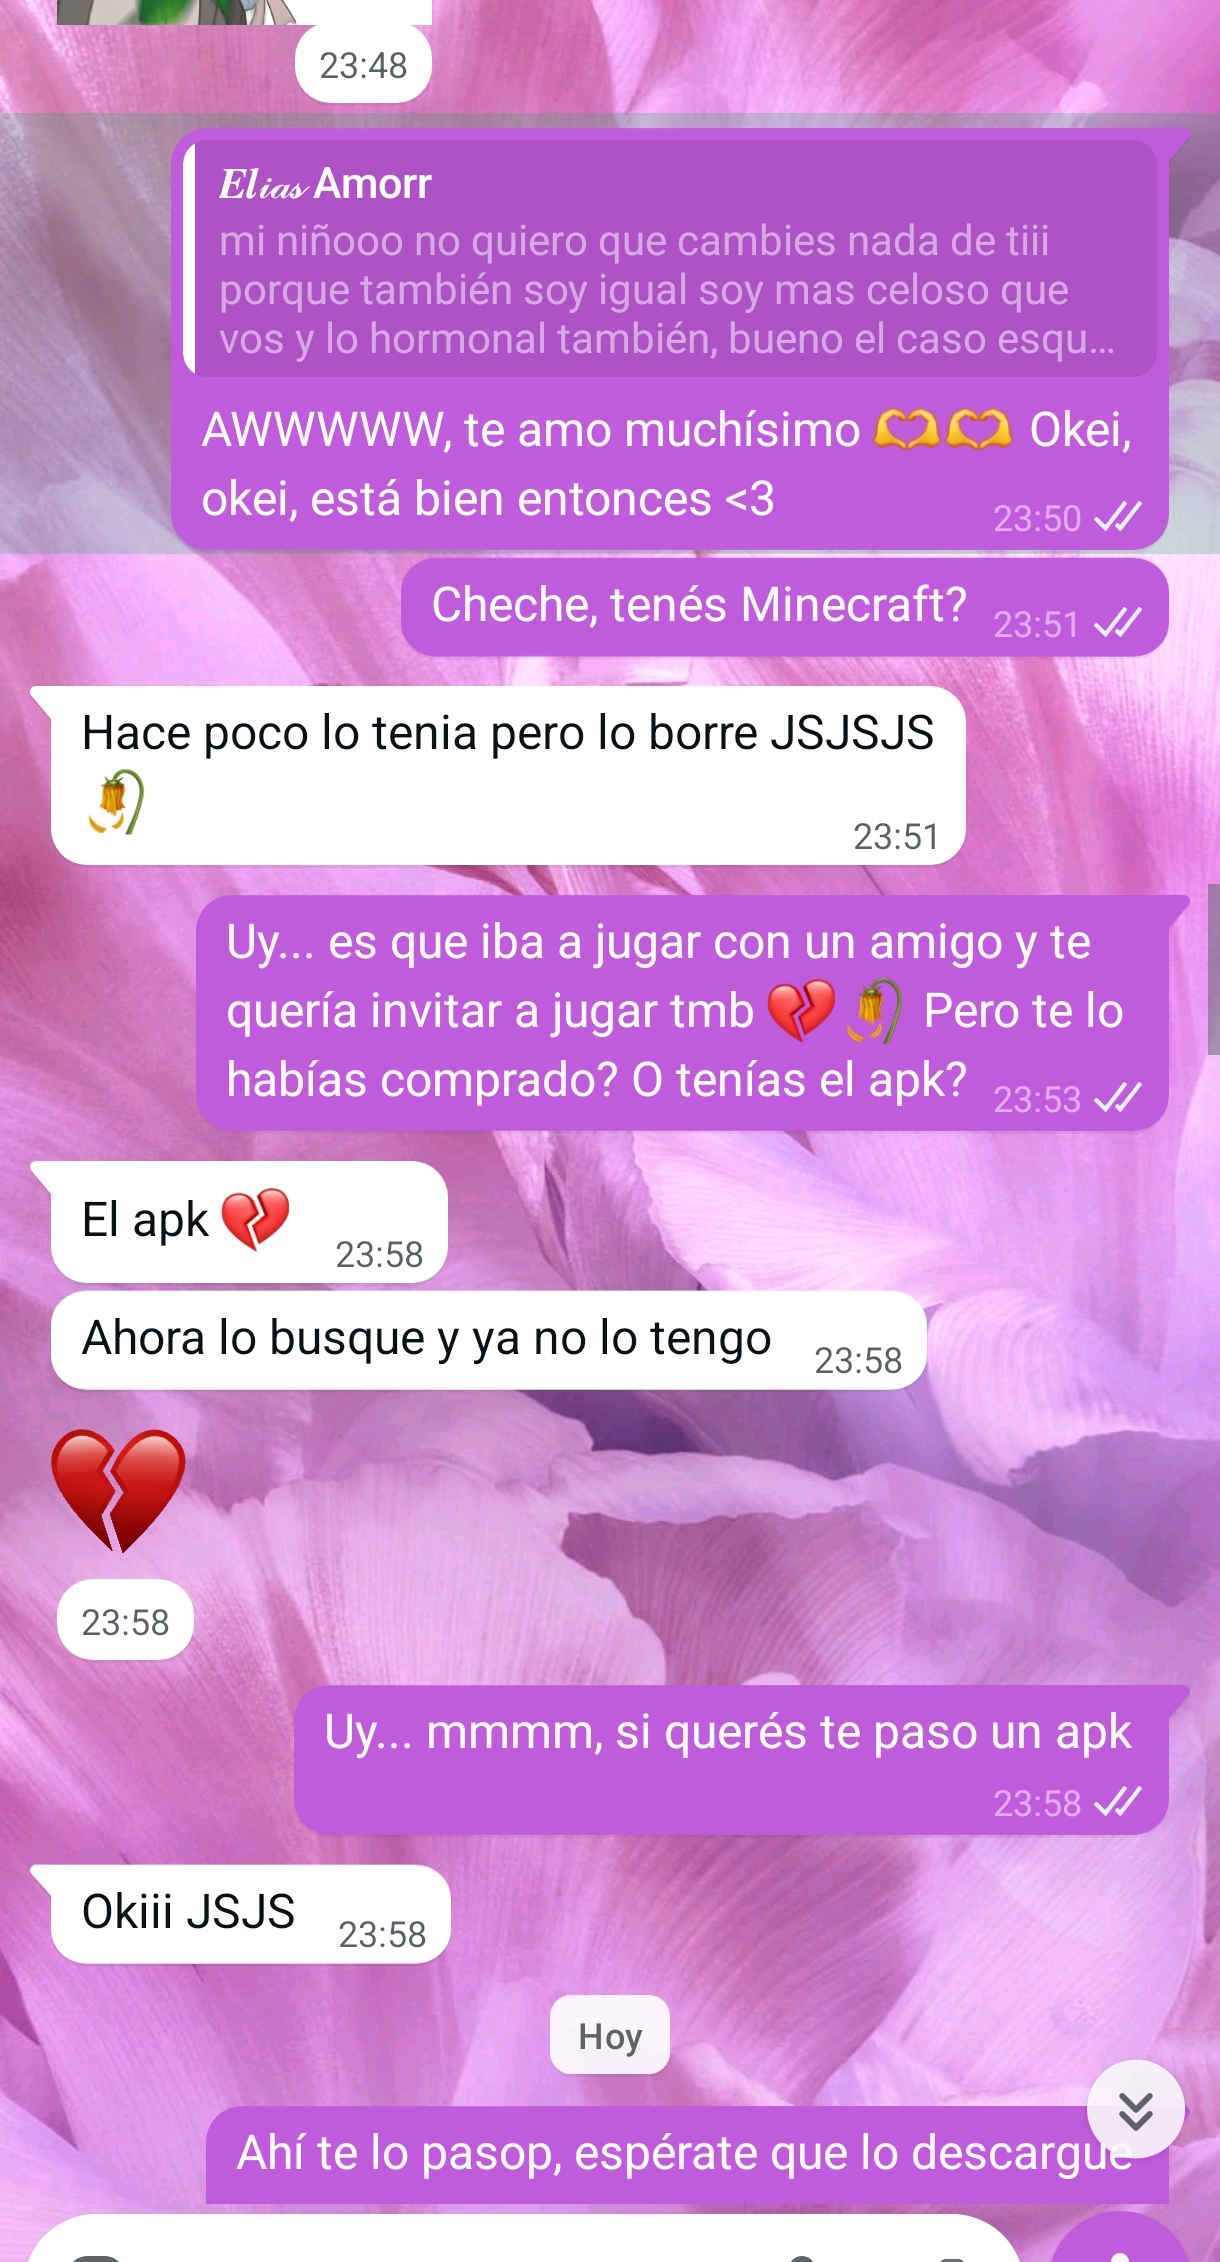 23:48
Elias Amorr
mi niñooo no quiero que cambies nada de tiii
porque también soy igual soy mas celoso que
vos y lo hormonal también, bueno el caso esqu...
AWWWWW, te amo muchísimo 🫶🫶 Okei,
okei, está bien entonces <3
23:50
Cheche, tenés Minecraft? 23:51
Hace poco lo tenia pero lo borre JSJSJS
🥀
23:51
Uy... es que iba a jugar con un amigo y te
quería invitar a jugar tmb 💔🥀 Pero te lo
habías comprado? O tenías el apk? 23:53
El apk 💔 23:58
Ahora lo busque y ya no lo tengo 23:58
💔
23:58
Uy... mmmm, si querés te paso un apk
23:58
Okiii JSJS 23:58
Hoy
Ahí te lo pasop, espérate que lo descargue